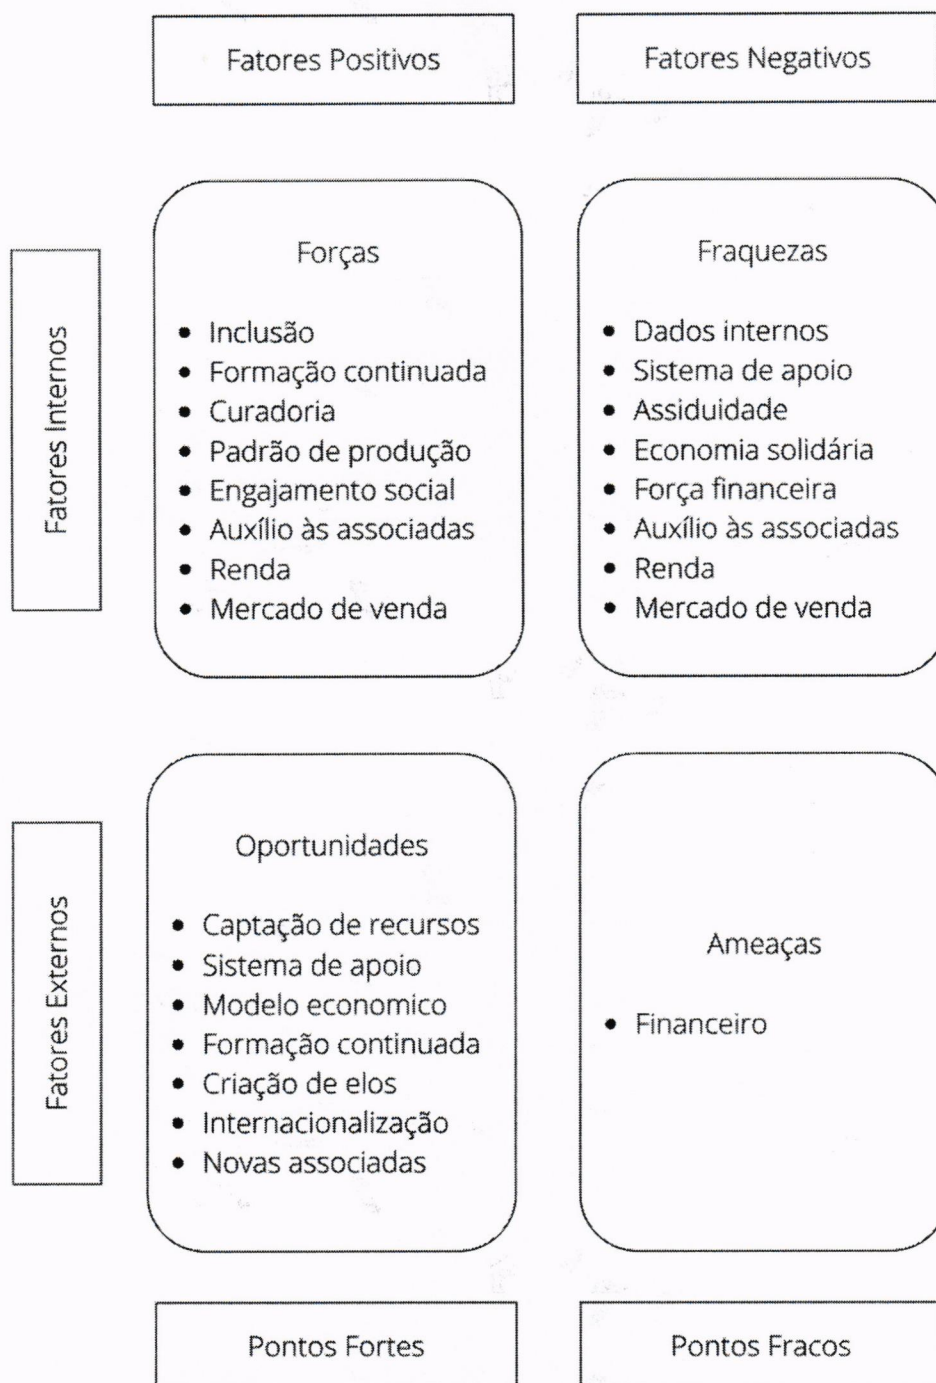 Fatores Positivos
Fatores Negativos
Fatores Internos
Forças
• Inclusão
• Formação continuada
• Curadoria
• Padrão de produção
• Engajamento social
• Auxílio às associadas
• Renda
• Mercado de venda
Fraquezas
• Dados internos
• Sistema de apoio
• Assiduidade
• Economia solidária
• Força financeira
• Auxílio às associadas
• Renda
• Mercado de venda
Fatores Externos
Oportunidades
• Captação de recursos
• Sistema de apoio
• Modelo economico
• Formação continuada
• Criação de elos
• Internacionalização
• Novas associadas
Ameaças
• Financeiro
Pontos Fortes
Pontos Fracos